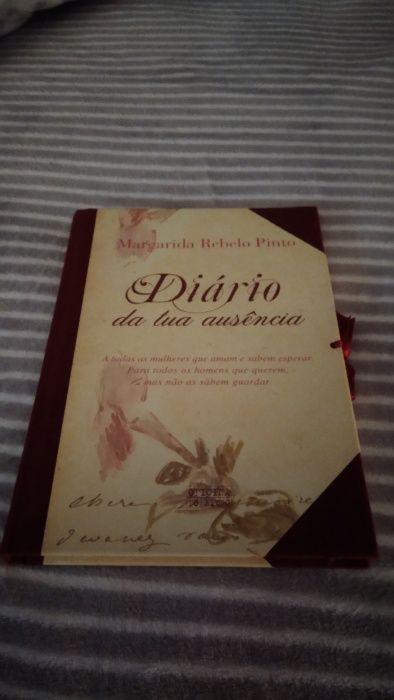 Margarida Rebelo Pinto
Diário
da tua ausência
A todas as mulheres que amam e sabem esperar.
Para todos os homens que querem,
mas não as sabem guardar.